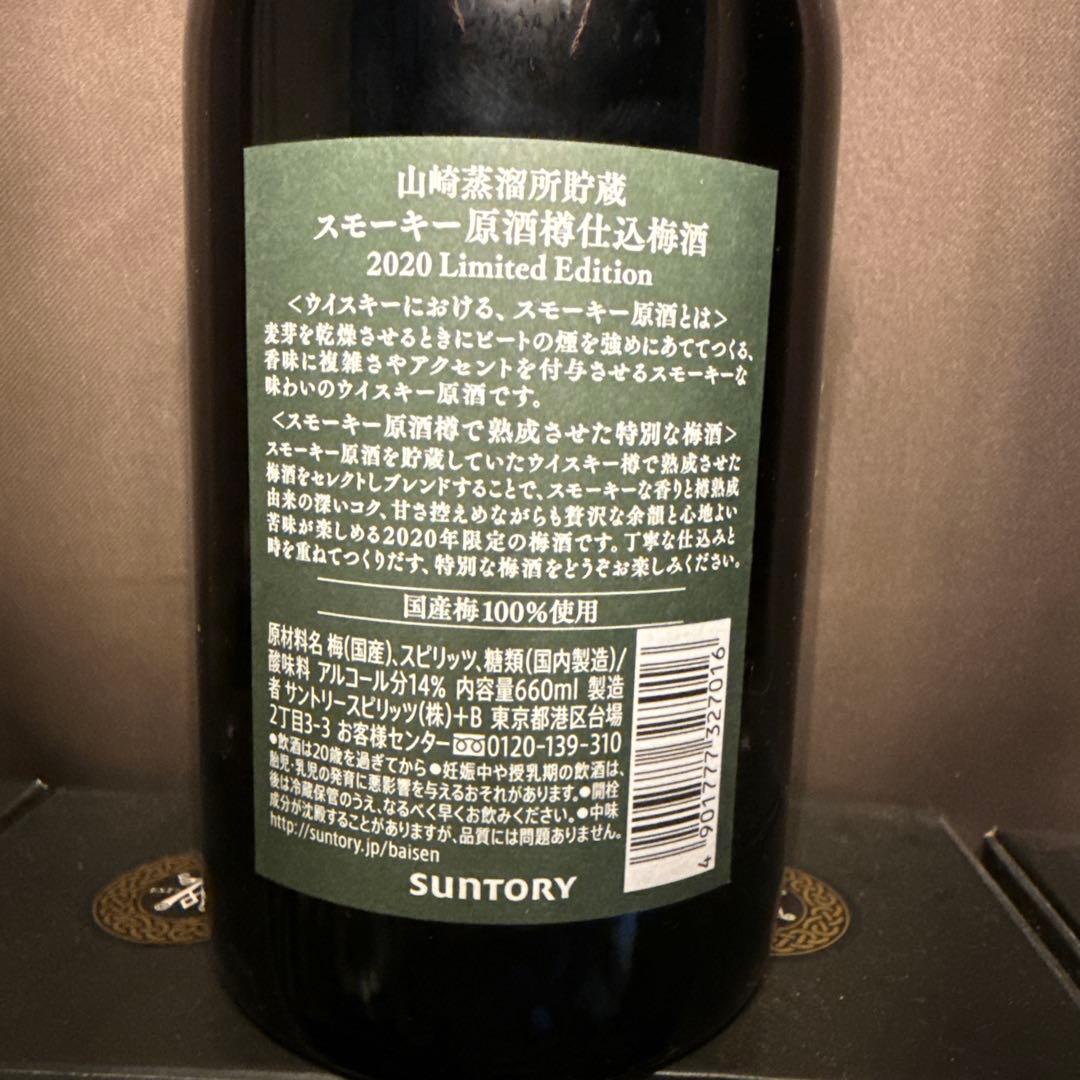 山崎蒸溜所貯蔵
スモーキー原酒樽仕込梅酒
2020 Limited Edition
<ウイスキーにおける、スモーキー原酒とは>
麦芽を乾燥させるときにピートの煙を強めにあててつくる、
香味に複雑さやアクセントを付与させるスモーキーな
味わいのウイスキー原酒です。
<スモーキー原酒樽で熟成させた特別な梅酒>
スモーキー原酒を貯蔵していたウイスキー樽で熟成させた
梅酒をセレクトしブレンドすることで、スモーキーな香りと樽熟成
由来の深いコク、甘さ控えめながらも贅沢な余韻と心地よい
苦味が楽しめる2020年限定の梅酒です。丁寧な仕込みと
時を重ねてつくりだす、特別な梅酒をどうぞお楽しみください。
国産梅100%使用
原材料名 梅(国産)、スピリッツ、糖類(国内製造)/
酸味料 アルコール分14% 内容量660ml 製造
者 サントリースピリッツ(株)+B 東京都港区台場
2丁目3-3 お客様センター 0120-139-310
●飲酒は20歳を過ぎてから●妊娠中や授乳期の飲酒は、
胎児・乳児の発育に悪影響を与えるおそれがあります。●開栓
後は冷蔵保管のうえ、なるべく早くお飲みください。●中味
成分が沈殿することがありますが、品質には問題ありません。
http://suntory.jp/baisen
SUNTORY
4 901777 327016